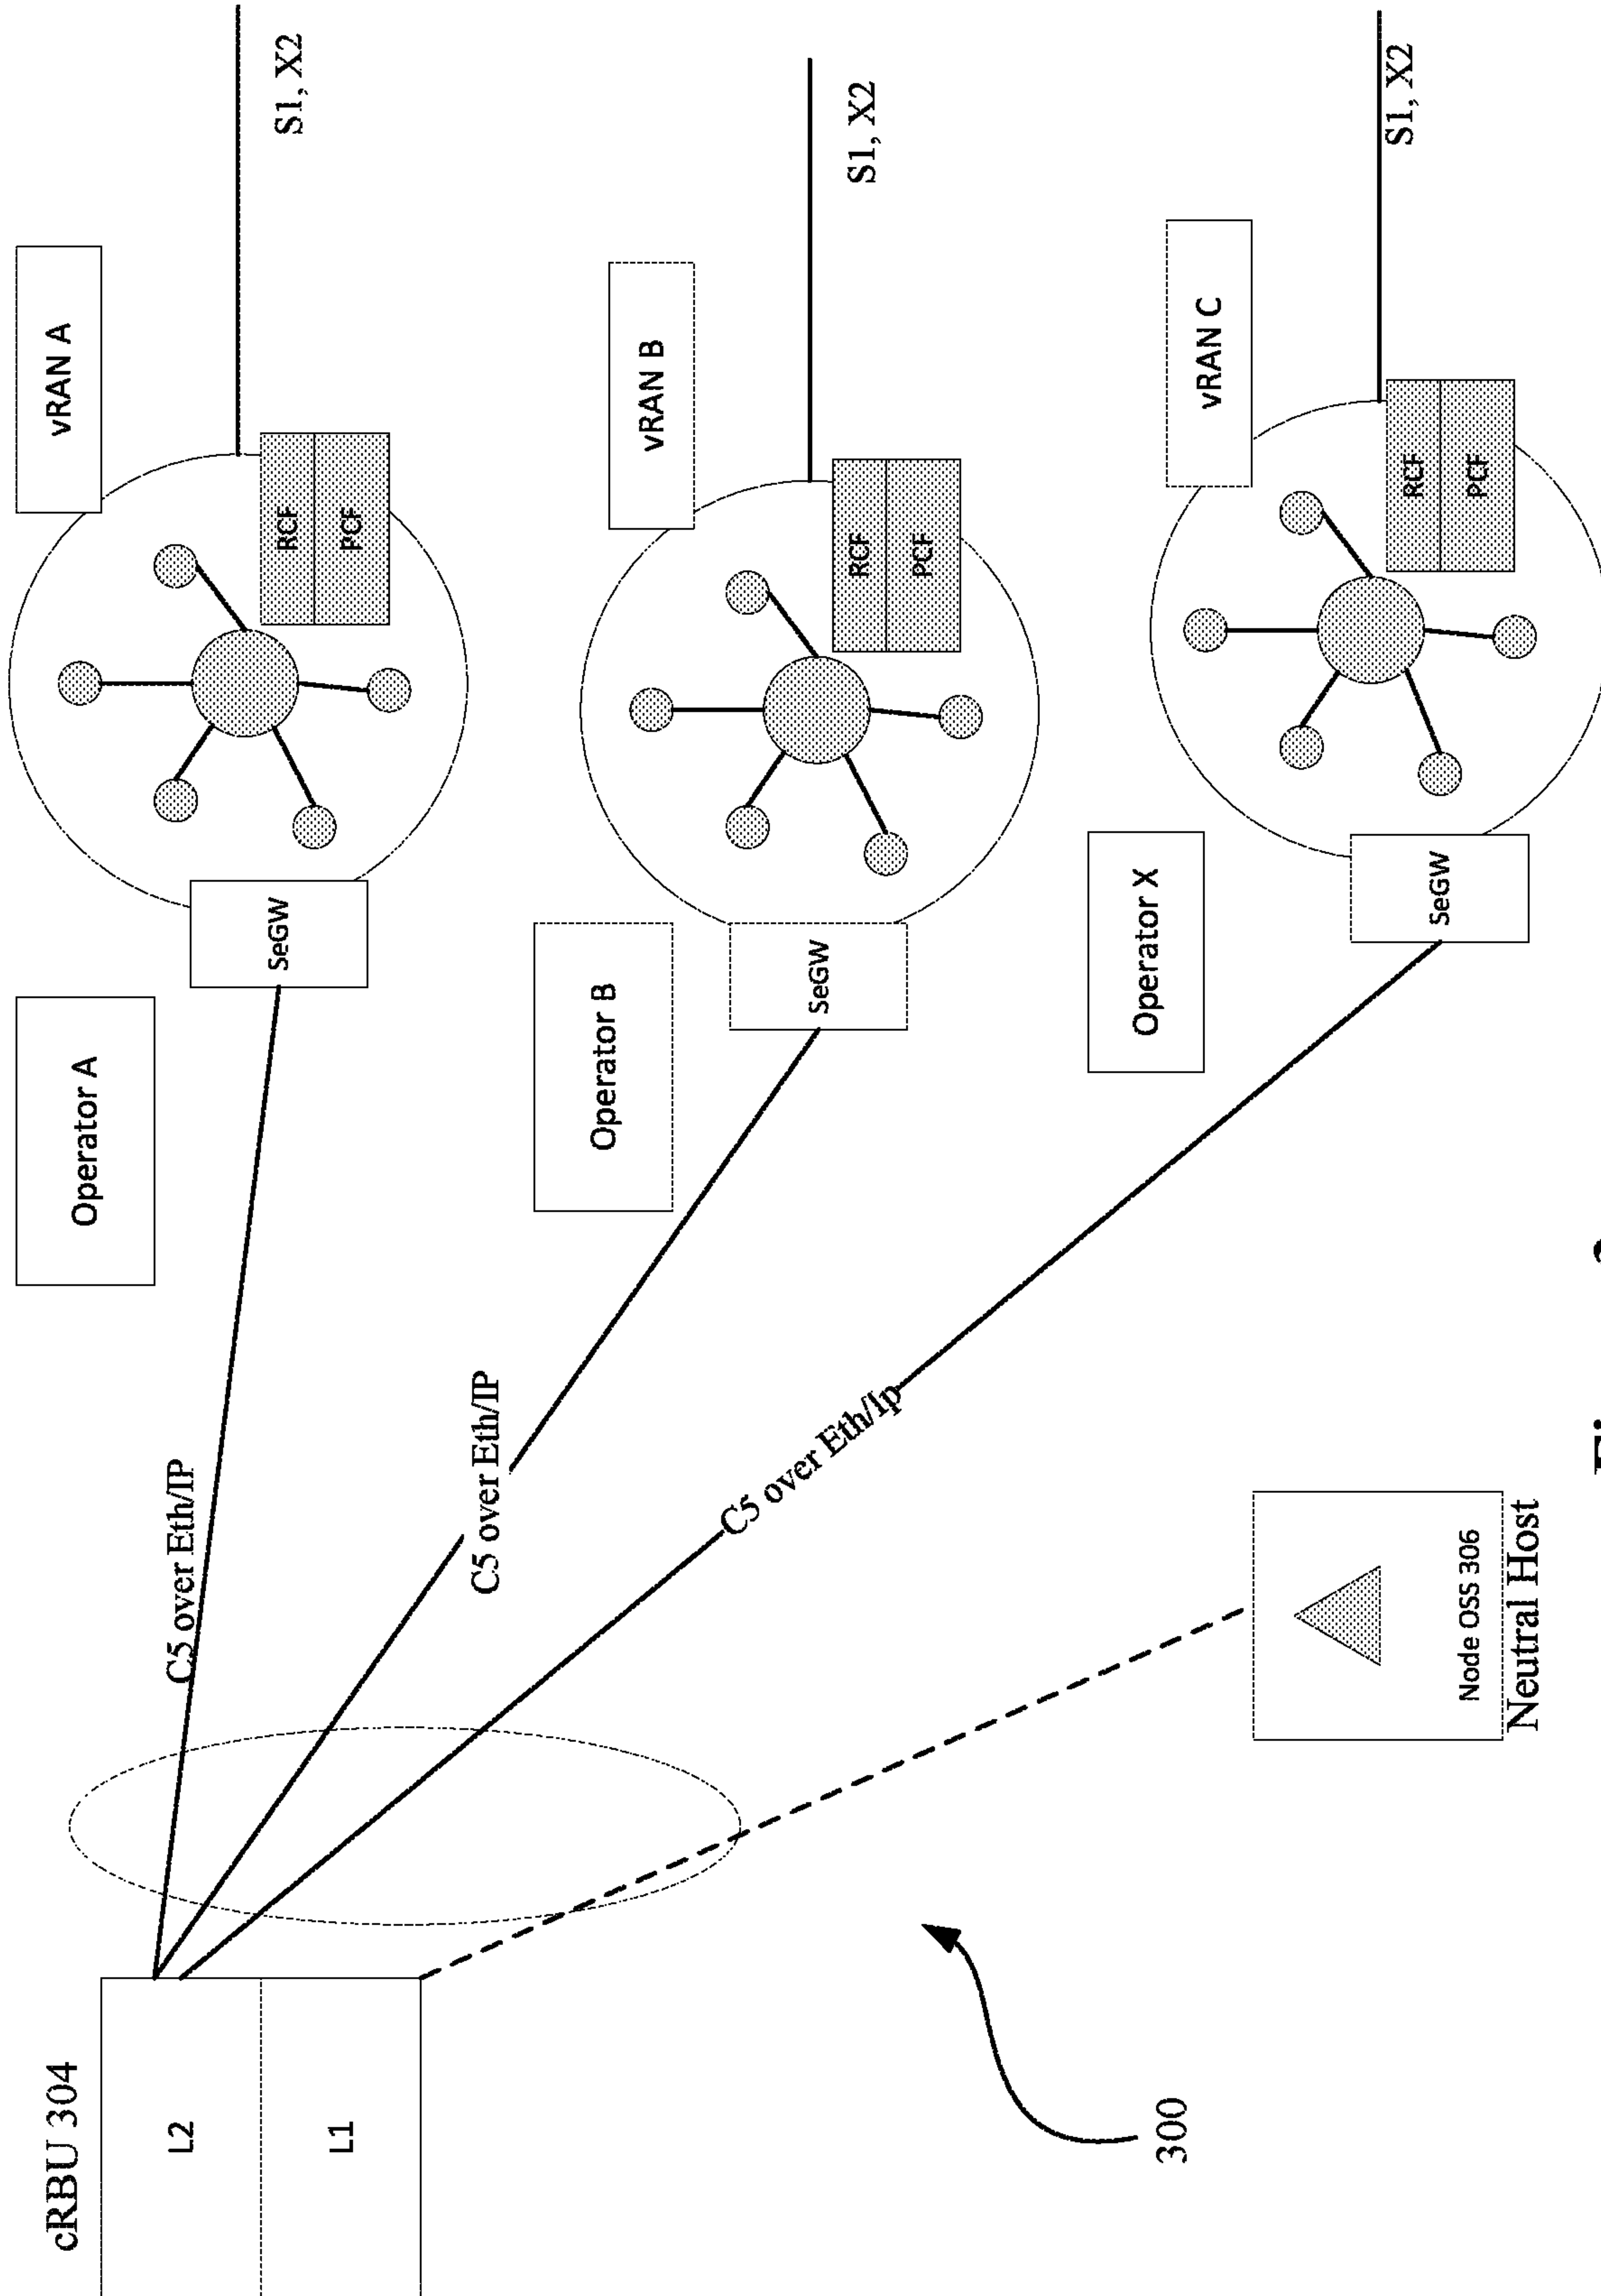 cRBU 304
L2
L1
C5 over Eth/IP
C5 over Eth/IP
C5 over Eth/Ip
Operator A
SeGW
vRAN A
RCF
PCF
S1, X2
Operator B
SeGW
vRAN B
RCF
PCF
S1, X2
Operator X
SeGW
vRAN C
RCF
PCF
S1, X2
Node OSS 306
Neutral Host
300